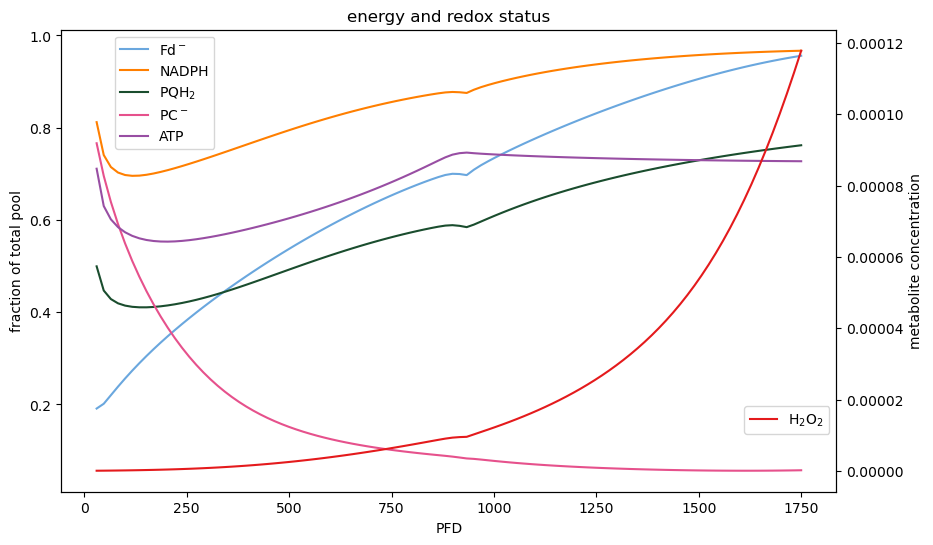 energy and redox status
Fd⁻
NADPH
PQH₂
PC⁻
ATP
H₂O₂
fraction of total pool
1.0
0.8
0.6
0.4
0.2
metabolite concentration
0.00012
0.00010
0.00008
0.00006
0.00004
0.00002
0.00000
0 250 500 750 1000 1250 1500 1750
PFD